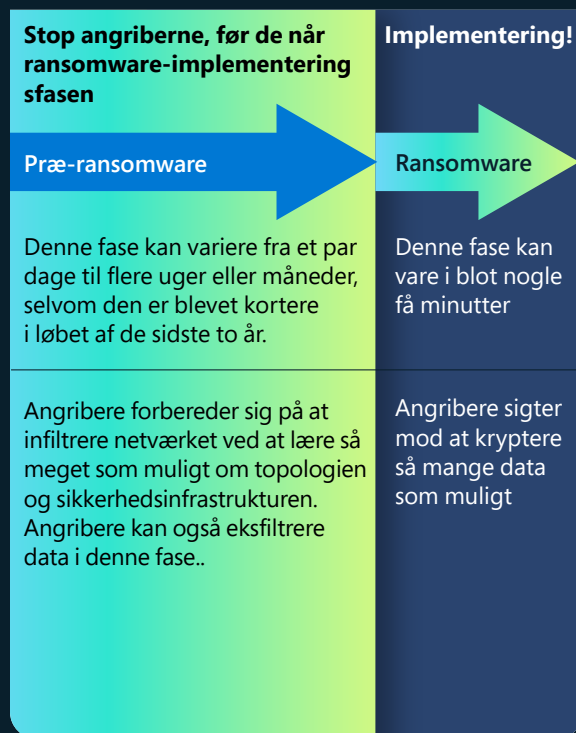 Stop angriberne, før de når
ransomware-implementering
sfasen
Implementering!
Præ-ransomware
Ransomware
Denne fase kan variere fra et par
dage til flere uger eller måneder,
selvom den er blevet kortere
i løbet af de sidste to år.
Denne fase kan
vare i blot nogle
få minutter
Angribere forbereder sig på at
infiltrere netværket ved at lære så
meget som muligt om topologien
og sikkerhedsinfrastrukturen.
Angribere kan også eksfiltrere
data i denne fase..
Angribere sigter
mod at kryptere
så mange data
som muligt